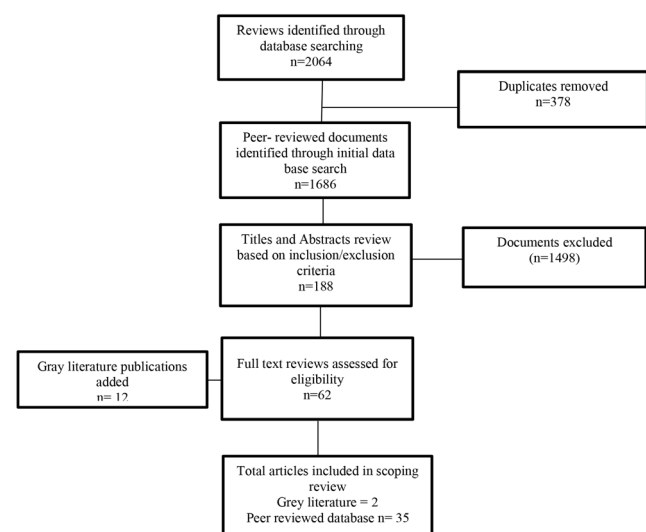 Reviews identified through
database searching
n=2064
Duplicates removed
n=378
Peer- reviewed documents
identified through initial data
base search
n=1686
Titles and Abstracts review
based on inclusion/exclusion
criteria
n=188
Documents excluded
(n=1498)
Gray literature publications
added
n= 12
Full text reviews assessed for
eligibility
n=62
Total articles included in scoping
review
Grey literature = 2
Peer reviewed database n= 35